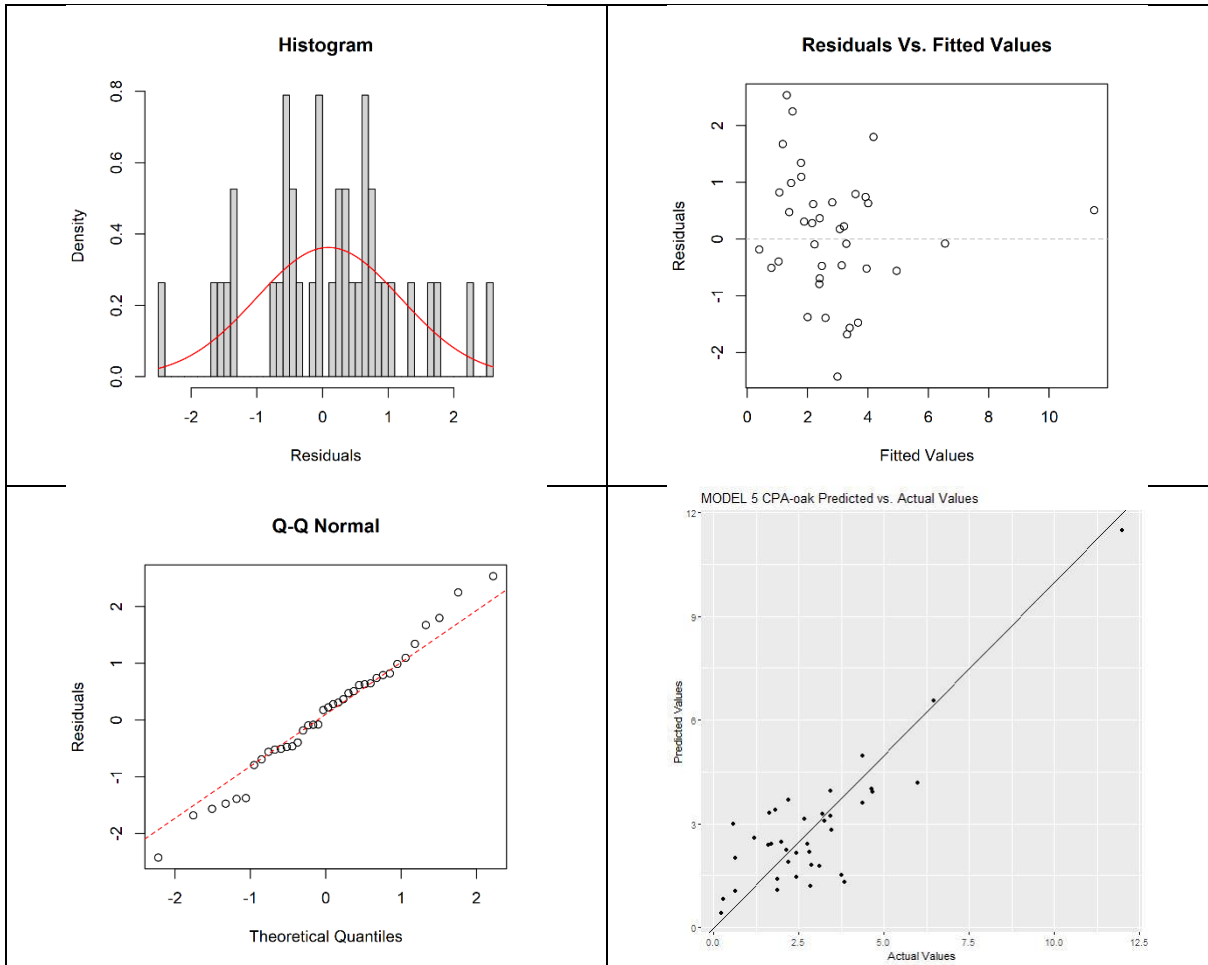 Histogram
0.8
0.6
0.4
0.2
0.0
Density
-2 -1 0 1 2
Residuals
Residuals Vs. Fitted Values
2
1
0
-1
-2
Residuals
0 2 4 6 8 10
Fitted Values
Q-Q Normal
2
1
0
-1
-2
Residuals
-2 -1 0 1 2
Theoretical Quantiles
MODEL 5 CPA-oak Predicted vs. Actual Values
12
9
6
3
0
Predicted Values
0.0 2.5 5.0 7.5 10.0 12.5
Actual Values